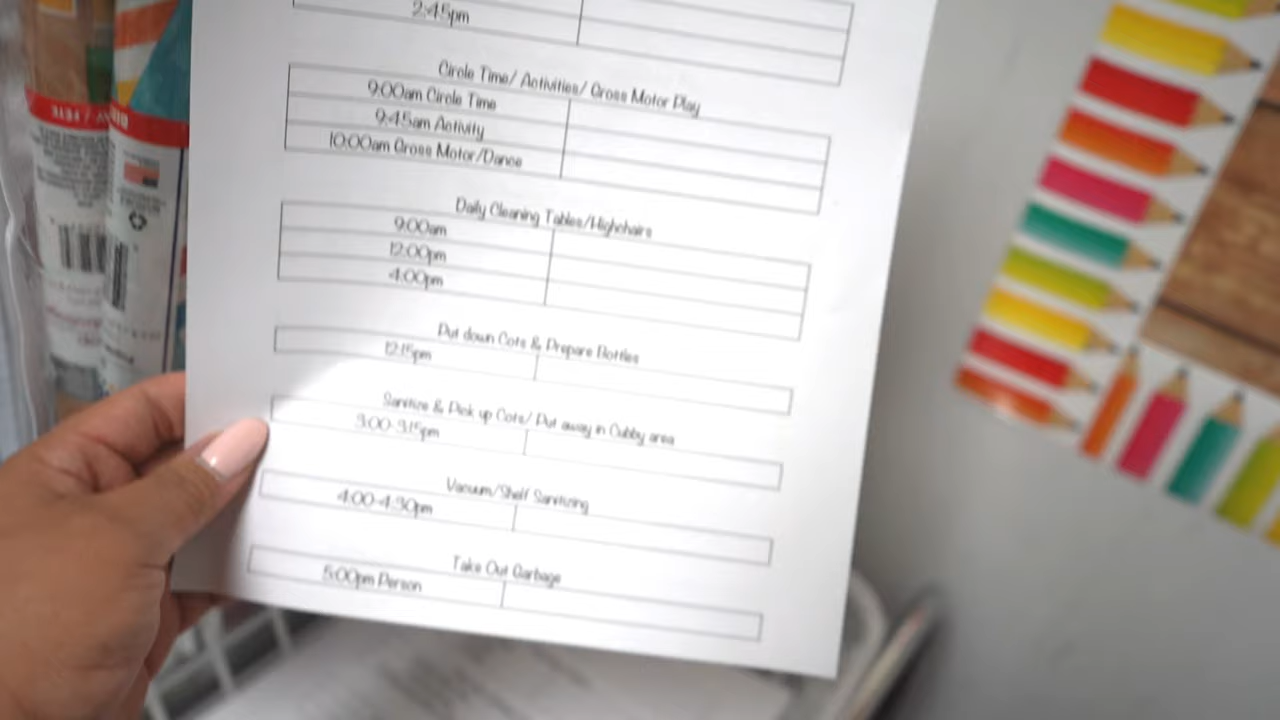 2:45pm
Circle Time/ Activities/ Gross Motor Play
9:00am Circle Time
9:45am Activity
10:00am Gross Motor/Dance
Daily Cleaning Tables/Highchairs
9:00am
12:00pm
4:00pm
Put down Cots & Prepare Bottles
12:15pm
Sanitize & Pick up Cots/ Put away in Cubby area
3:00-3:15pm
Vacuum/Shelf Sanitizing
4:00-4:30pm
Take Out Garbage
5:00pm Person